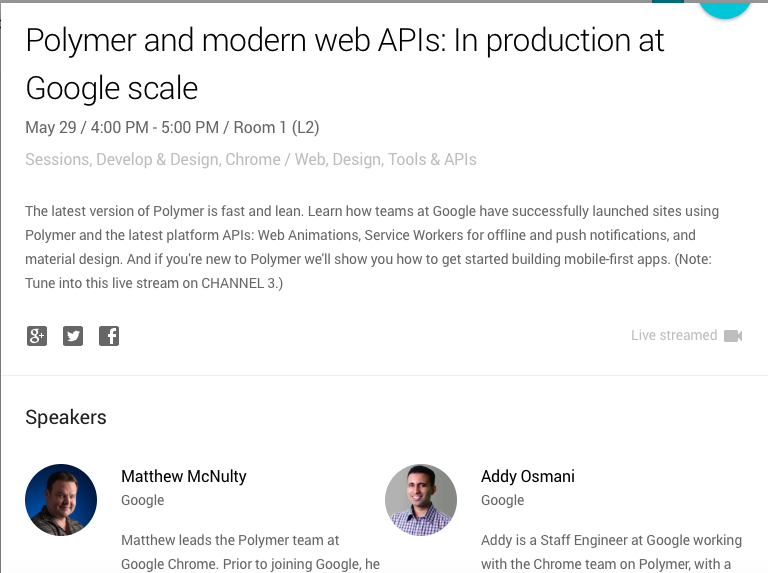 Polymer and modern web APIs: In production at
Google scale
May 29 / 4:00 PM - 5:00 PM / Room 1 (L2)
Sessions, Develop & Design, Chrome / Web, Design, Tools & APIs
The latest version of Polymer is fast and lean. Learn how teams at Google have successfully launched sites using
Polymer and the latest platform APIs: Web Animations, Service Workers for offline and push notifications, and
material design. And if you're new to Polymer we'll show you how to get started building mobile-first apps. (Note:
Tune into this live stream on CHANNEL 3.)
Live streamed
Speakers
Matthew McNulty
Google
Matthew leads the Polymer team at
Google Chrome. Prior to joining Google, he
Addy Osmani
Google
Addy is a Staff Engineer at Google working
with the Chrome team on Polymer, with a